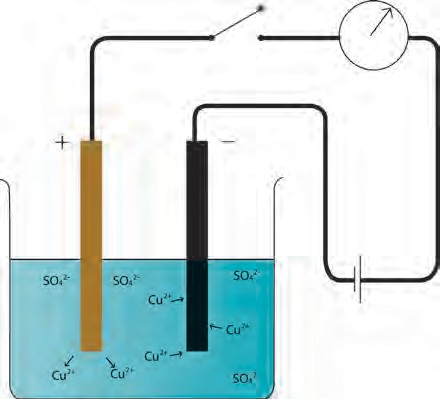 + −
SO₄²⁻ SO₄²⁻ SO₄²⁻
Cu²⁺
Cu²⁺
Cu²⁺
Cu²⁺ Cu²⁺
SO₄²